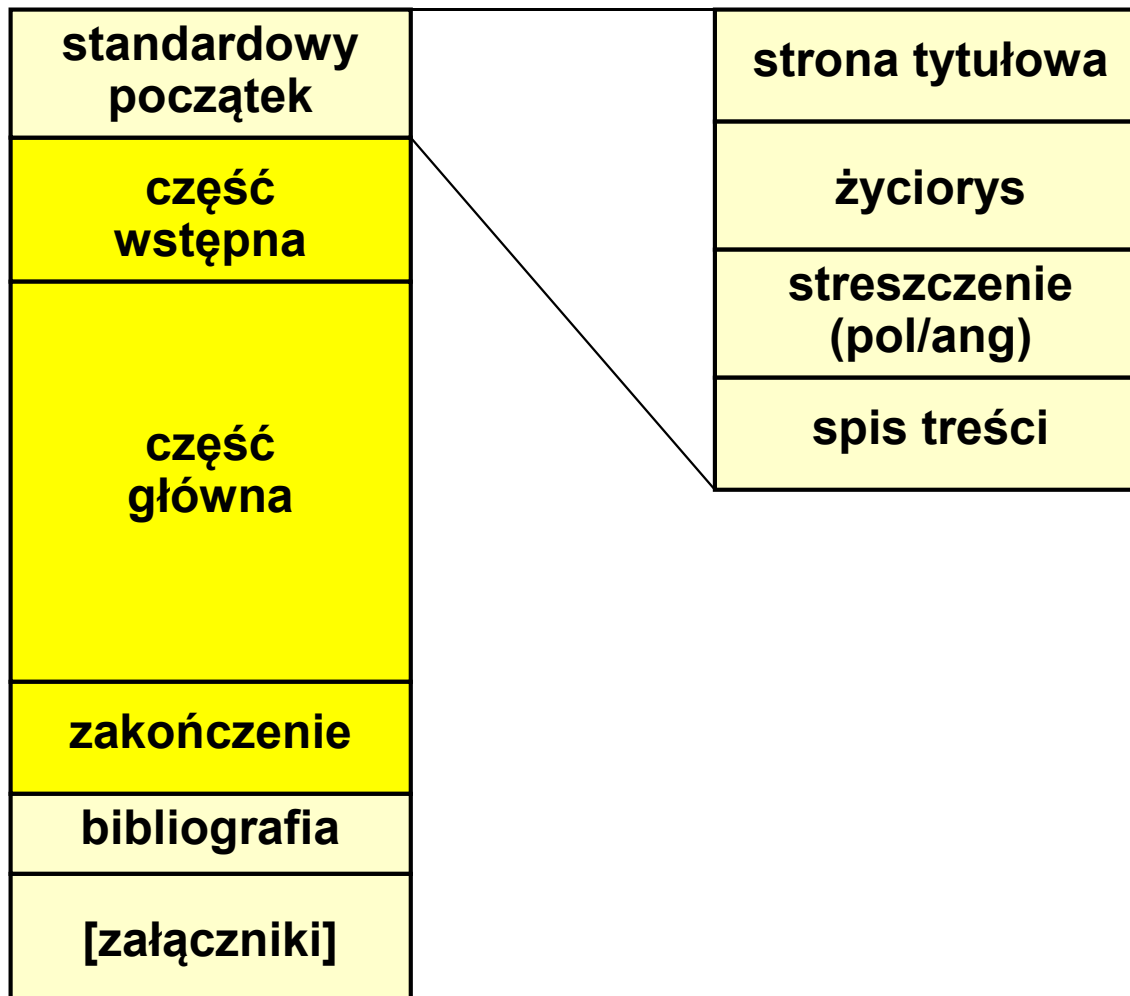 standardowy
początek
część
wstępna
część
główna
zakończenie
bibliografia
[załączniki]
strona tytułowa
życiorys
streszczenie
(pol/ang)
spis treści